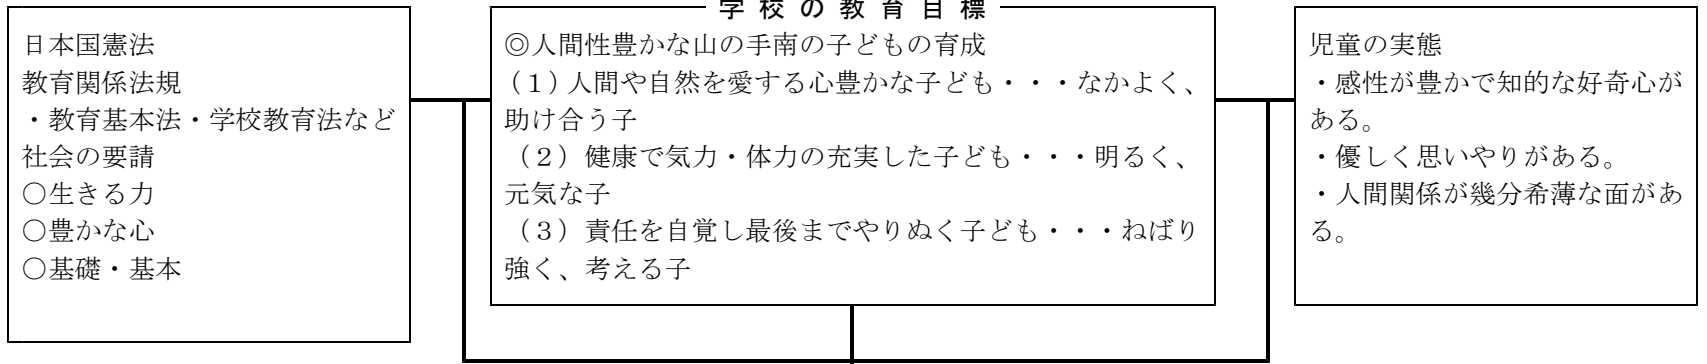 日本国憲法
教育関係法規
・教育基本法・学校教育法など
社会の要請
○生きる力
○豊かな心
○基礎・基本
学校の教育目標
◎人間性豊かな山の手南の子どもの育成
（１）人間や自然を愛する心豊かな子ども・・・なかよく、
助け合う子
（２）健康で気力・体力の充実した子ども・・・明るく、
元気な子
（３）責任を自覚し最後までやりぬく子ども・・・ねばり
強く、考える子
児童の実態
・感性が豊かで知的な好奇心が
ある。
・優しく思いやりがある。
・人間関係が幾分希薄な面があ
る。